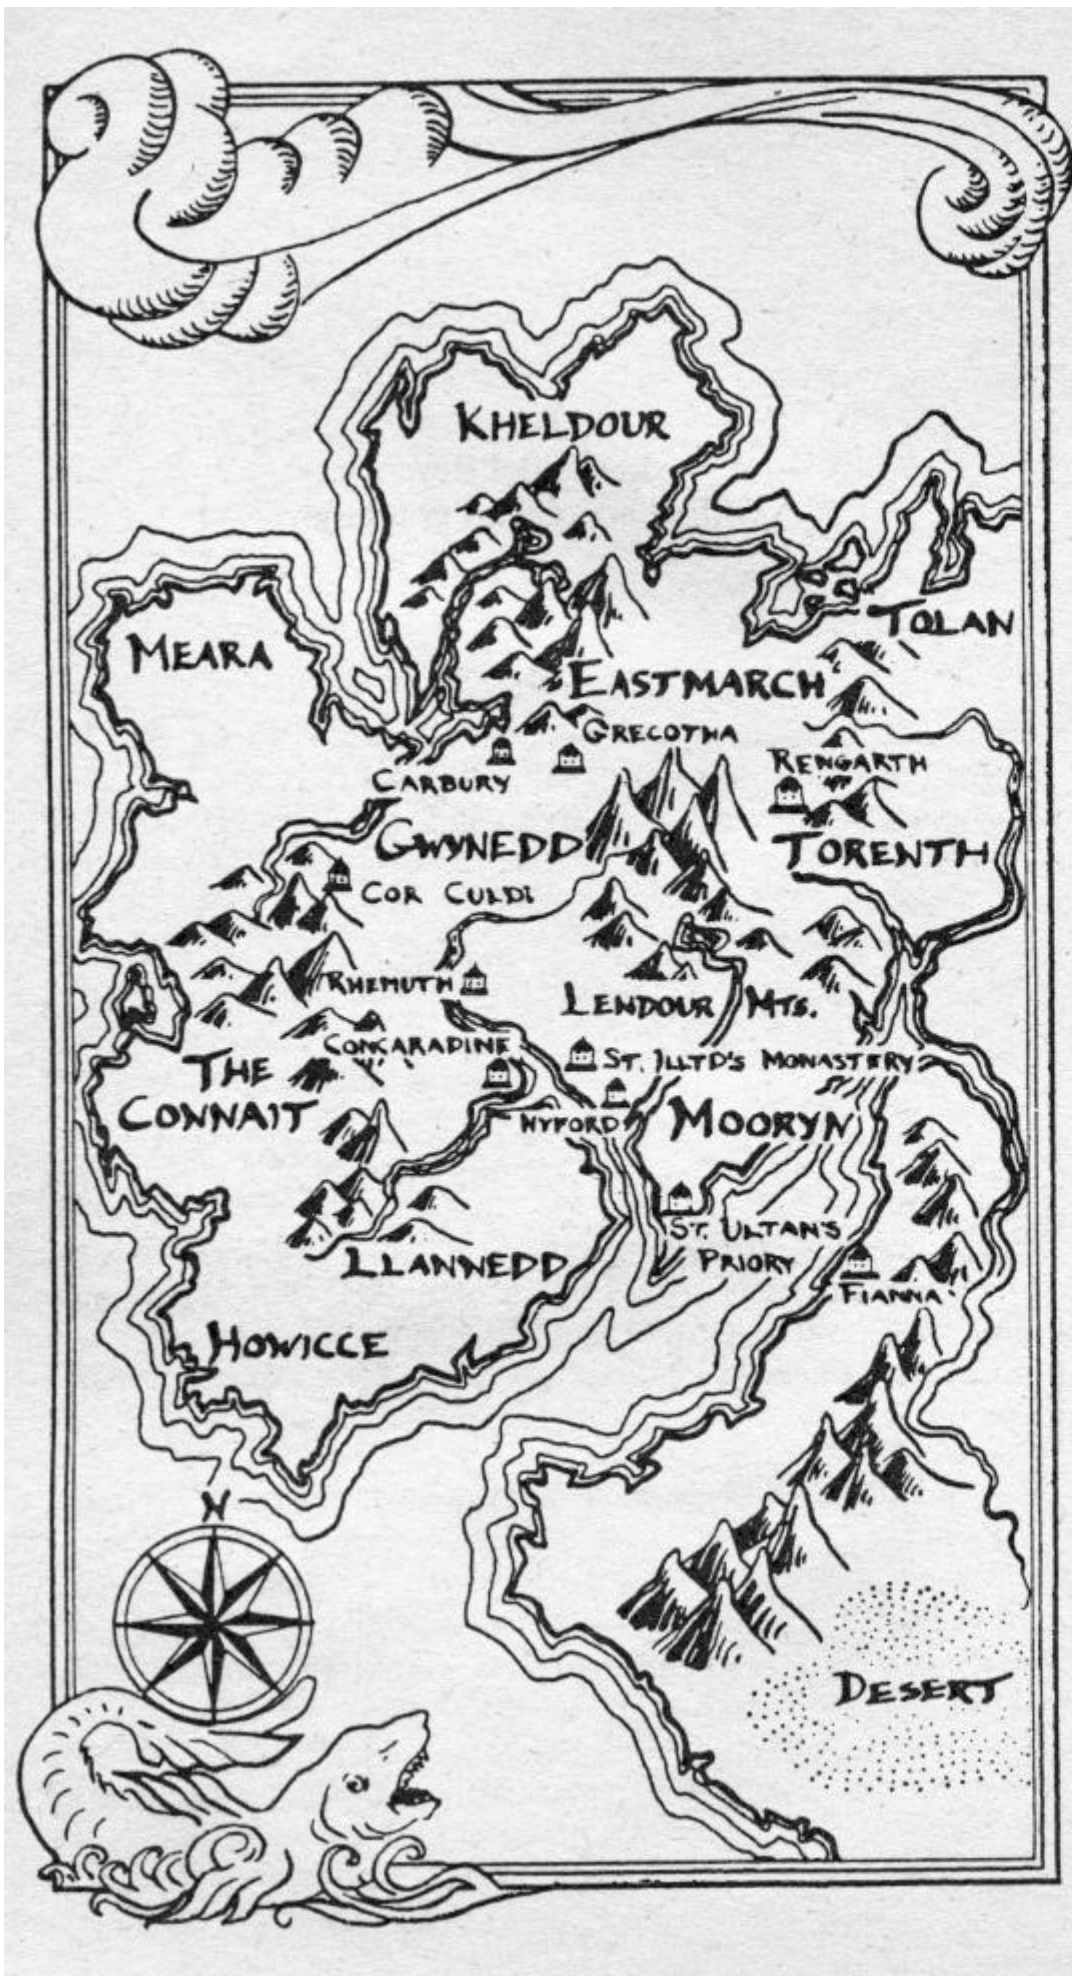 KHELDOUR
TOLAN
MEARA
EASTMARCH
GRECOTHA
RENGARTH
CARBURY
GWYNEDD
TORENTH
COR CULDI
RHEMUTH
LENDOUR MTS.
CONCARADINE
ST. ILLTD'S MONASTERY
THE
CONNAIT
NYFORD
MOORYN
ST. ULTAN'S
PRIORY
LLANNEDD
FIANNA
HOWICCE
N
DESERT